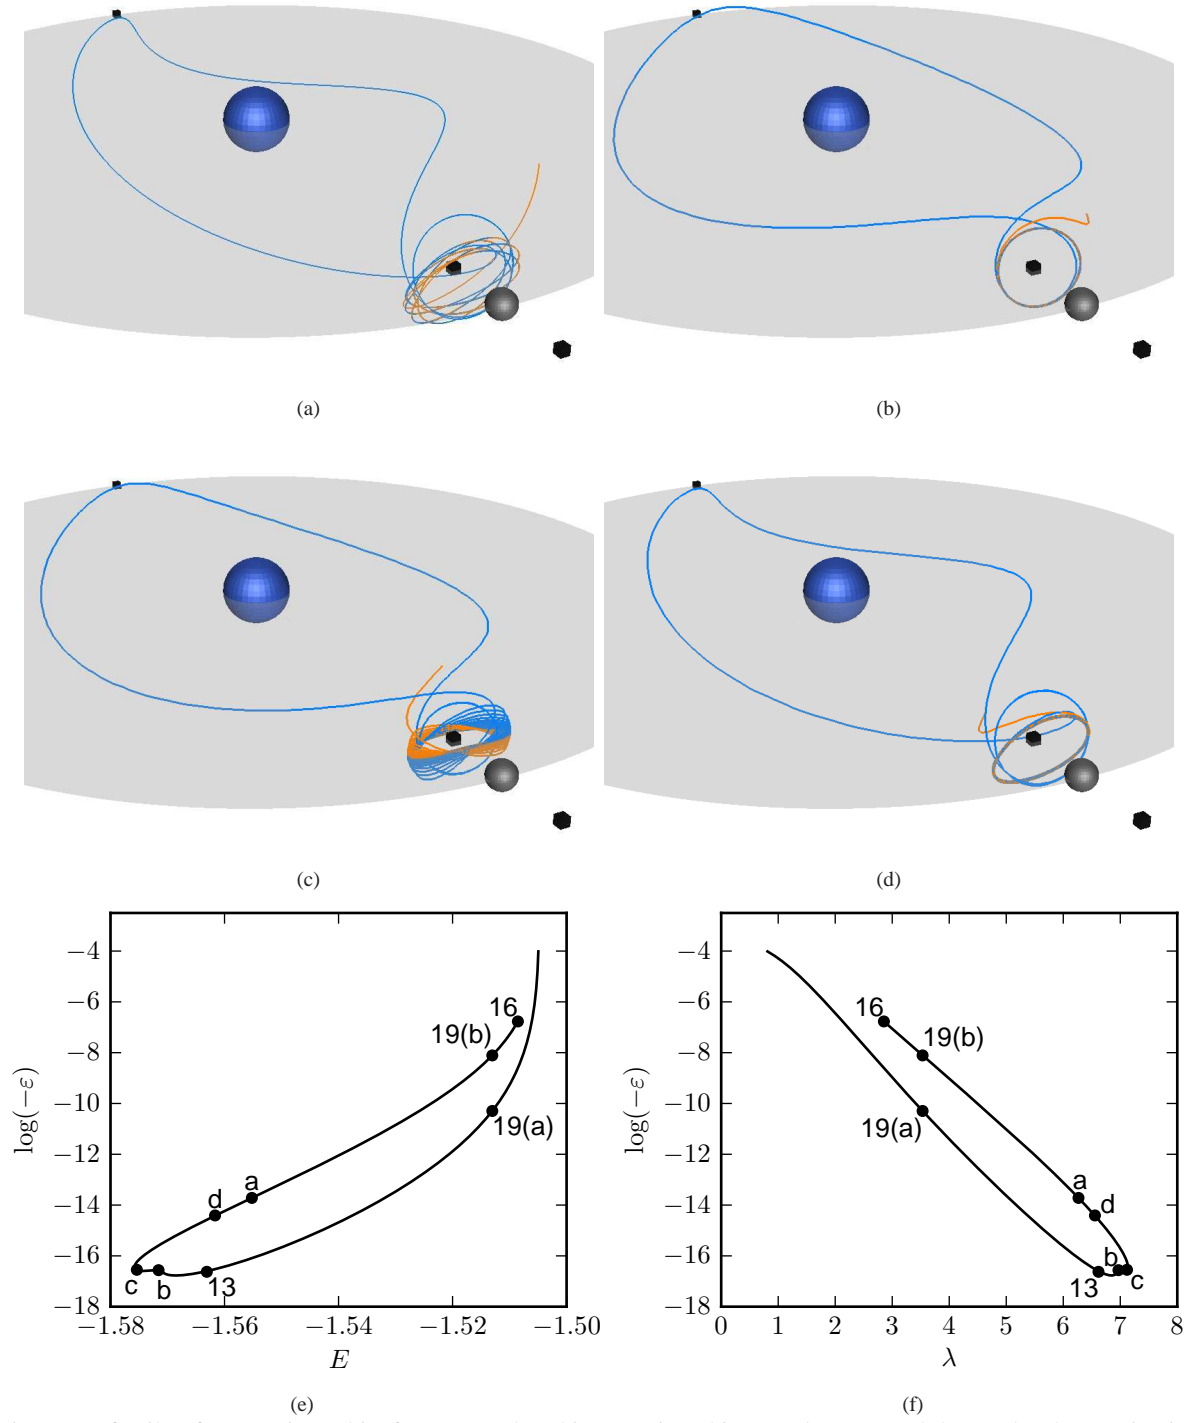 (a)
(b)
(c)
(d)
−4
−6
−8
−10
−12
−14
−16
−18
log(−ε)
16
19(b)
19(a)
a
d
c
b
13
−1.58
−1.56
−1.54
−1.52
−1.50
E
(e)
−4
−6
−8
−10
−12
−14
−16
−18
log(−ε)
16
19(b)
19(a)
a
d
b
c
13
0
1
2
3
4
5
6
7
8
λ
(f)